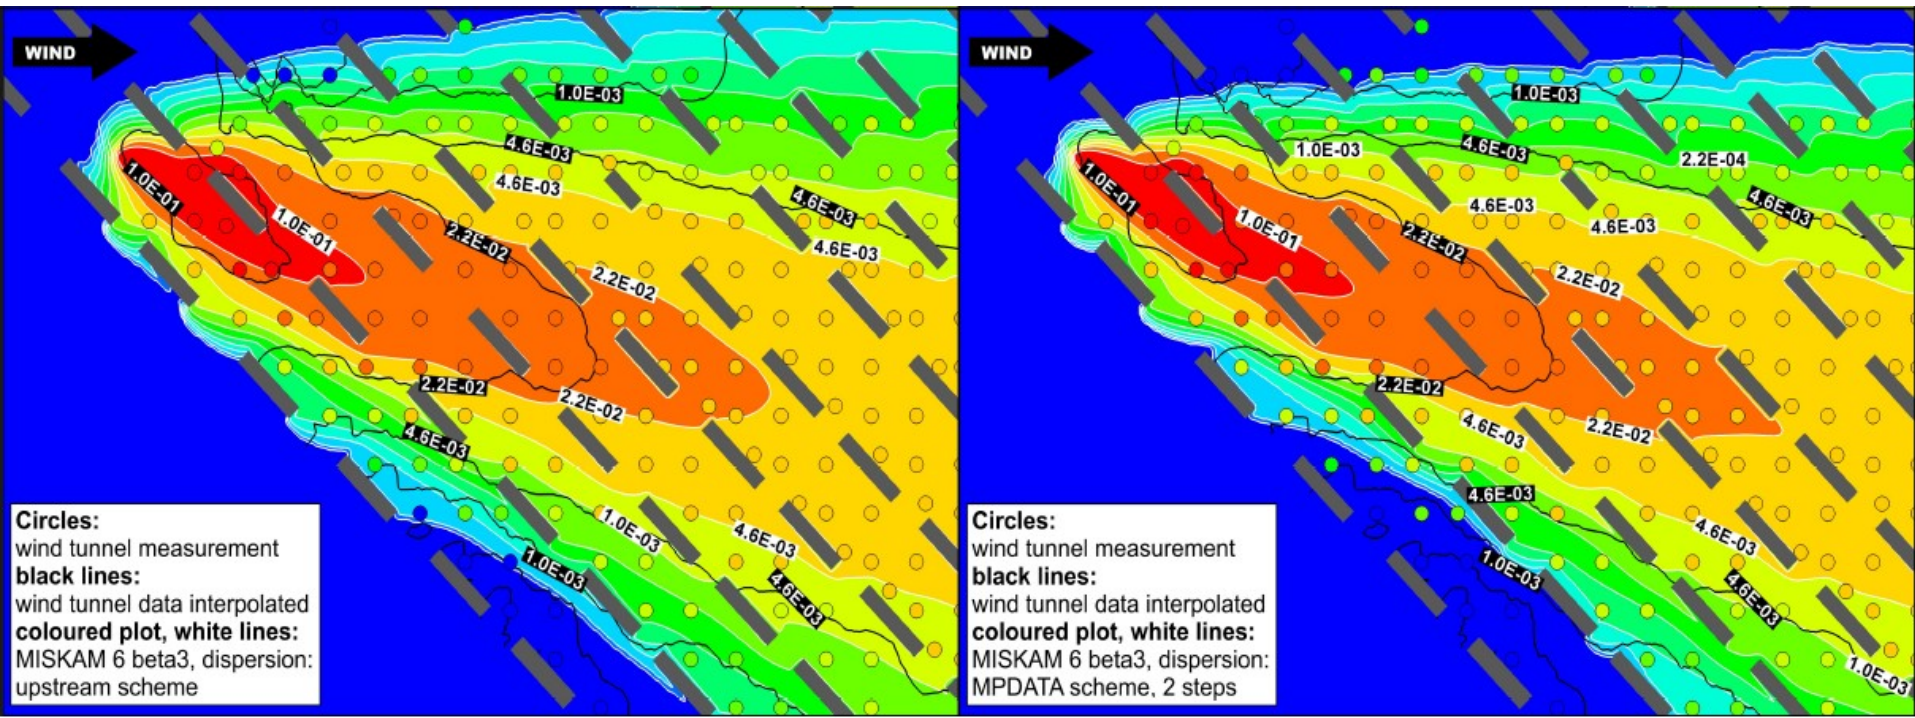 WIND
1.0E-03
4.6E-03
4.6E-03
4.6E-03
1.0E-01
1.0E-01
2.2E-02
4.6E-03
2.2E-02
2.2E-02
2.2E-02
4.6E-03
1.0E-03
4.6E-03
1.0E-03
4.6E-03
Circles:
wind tunnel measurement
black lines:
wind tunnel data interpolated
coloured plot, white lines:
MISKAM 6 beta3, dispersion:
upstream scheme
WIND
1.0E-03
1.0E-03
4.6E-03
2.2E-04
1.0E-01
4.6E-03
4.6E-03
1.0E-01
4.6E-03
2.2E-02
2.2E-02
2.2E-02
4.6E-03
2.2E-02
4.6E-03
4.6E-03
1.0E-03
4.6E-03
1.0E-03
Circles:
wind tunnel measurement
black lines:
wind tunnel data interpolated
coloured plot, white lines:
MISKAM 6 beta3, dispersion:
MPDATA scheme, 2 steps